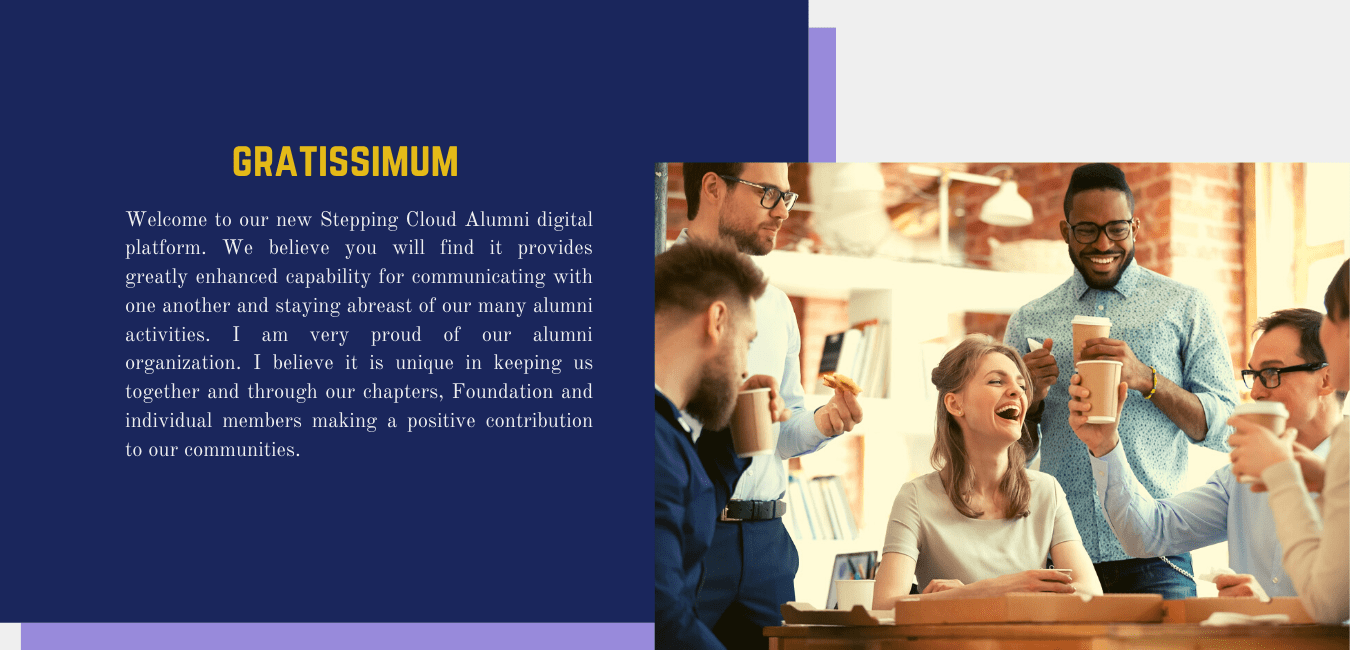 GRATISSIMUM
Welcome to our new Stepping Cloud Alumni digital
platform. We believe you will find it provides
greatly enhanced capability for communicating with
one another and staying abreast of our many alumni
activities. I am very proud of our alumni
organization. I believe it is unique in keeping us
together and through our chapters, Foundation and
individual members making a positive contribution
to our communities.